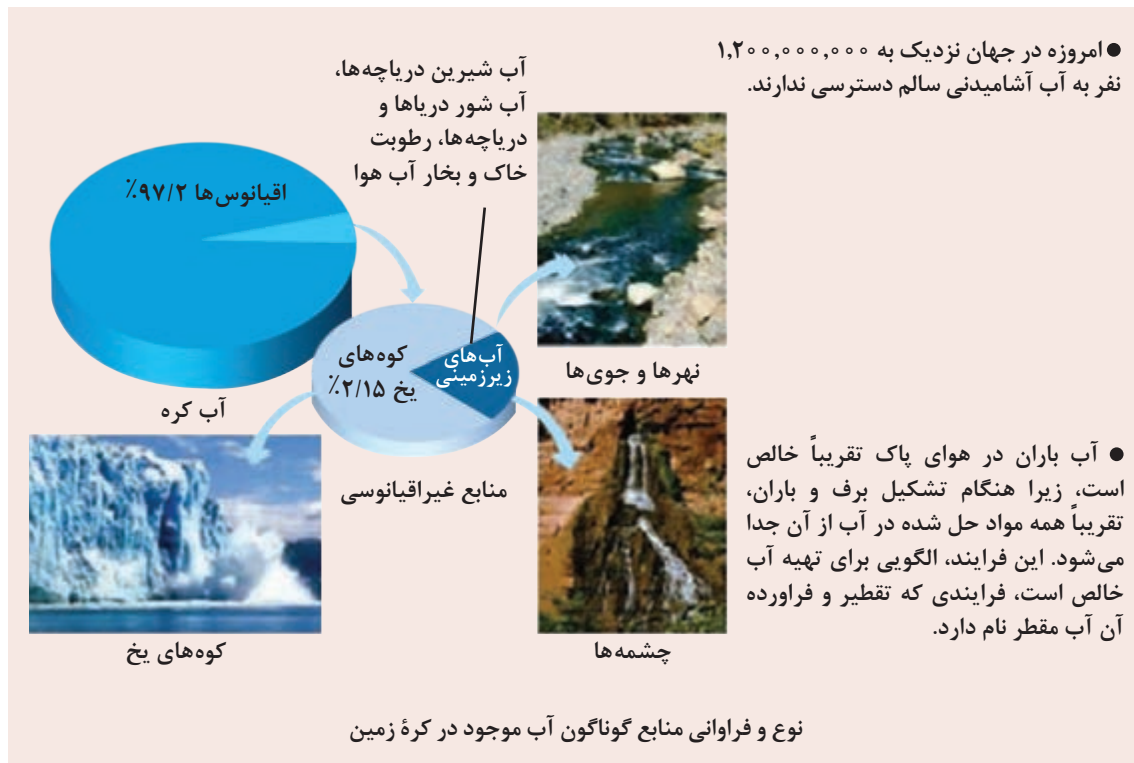 ● امروزه در جهان نزدیک به ۱,۲۰۰,۰۰۰,۰۰۰
نفر به آب آشامیدنی سالم دسترسی ندارند.
آب شیرین دریاچه‌ها،
آب شور دریاها و
دریاچه‌ها، رطوبت
خاک و بخار آب هوا
اقیانوس‌ها ۹۷/۲٪
آب کره
کوه‌های
یخ ۲/۱۵٪
آب‌های
زیرزمینی
منابع غیراقیانوسی
نهرها و جوی‌ها
● آب باران در هوای پاک تقریباً خالص
است، زیرا هنگام تشکیل برف و باران،
تقریباً همه مواد حل شده در آب از آن جدا
می‌شود. این فرایند، الگویی برای تهیه آب
خالص است، فرایندی که تقطیر و فراورده
آن آب مقطر نام دارد.
کوه‌های یخ
چشمه‌ها
نوع و فراوانی منابع گوناگون آب موجود در کرهٔ زمین